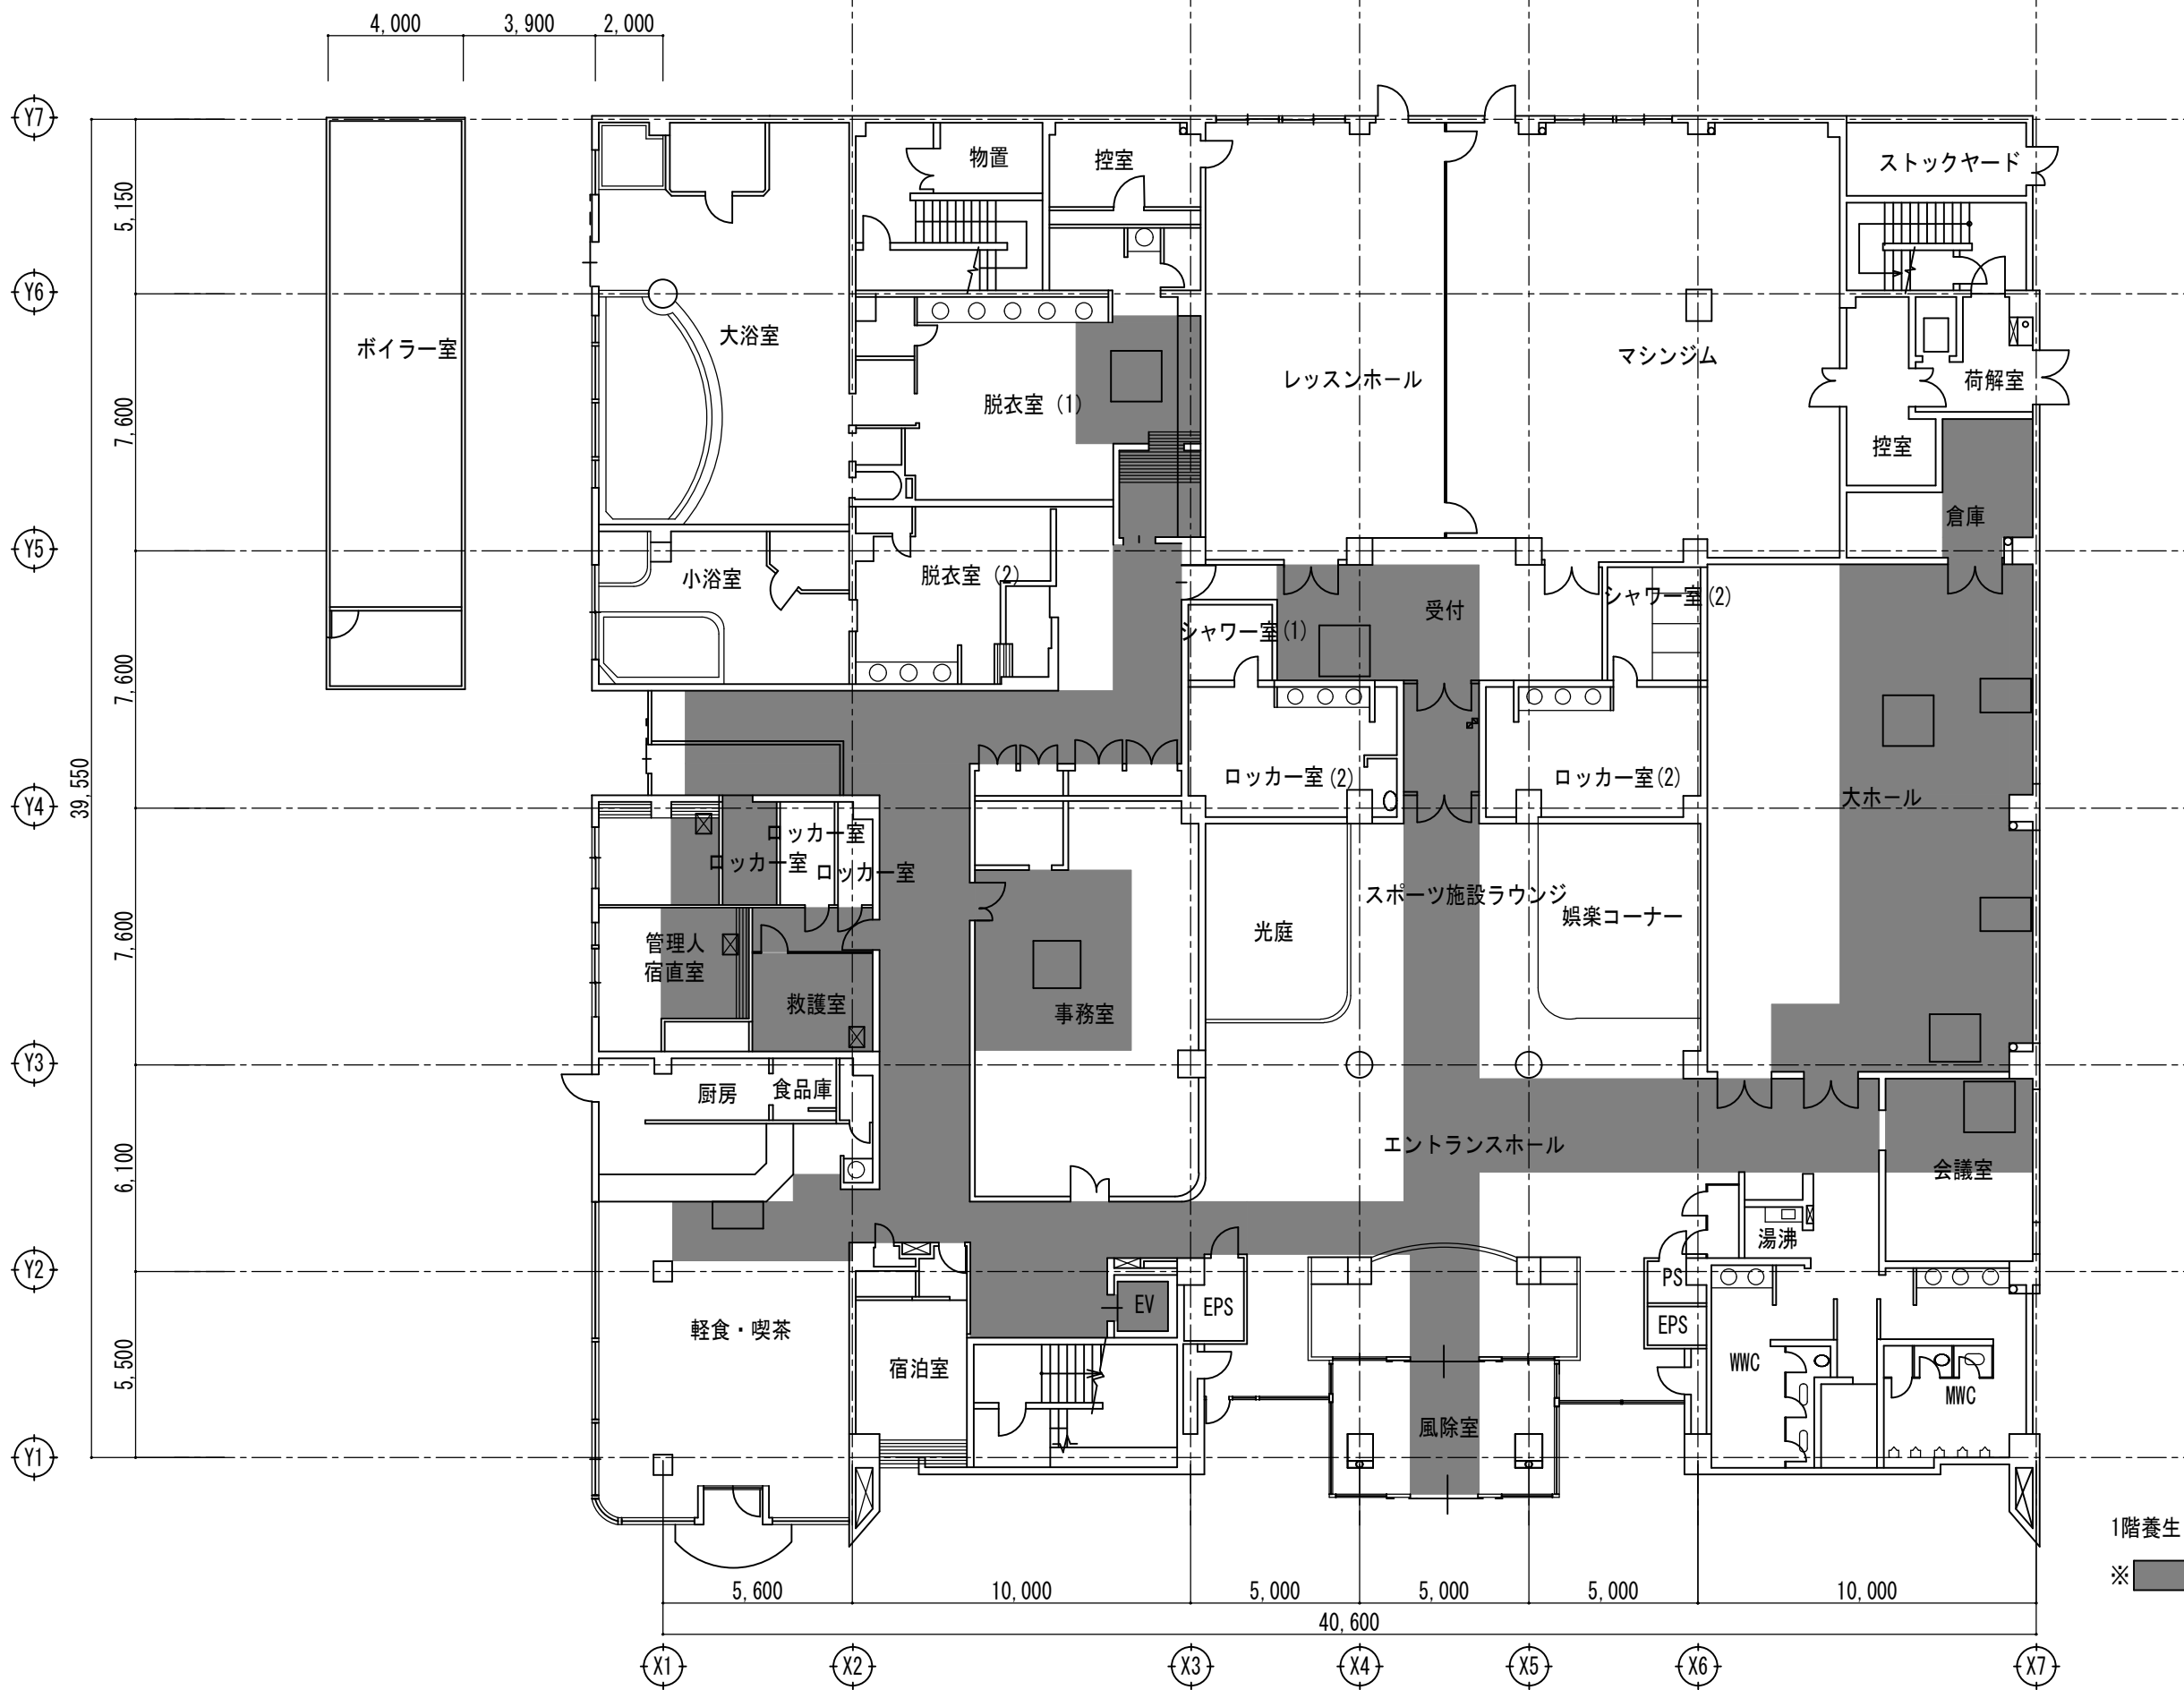 4,000
3,900
2,000
Y7
物置
控室
ストックヤード
5,150
Y6
大浴室
ボイラー室
マシンジム
レッスンホール
荷解室
脱衣室 (1)
7,600
控室
倉庫
Y5
脱衣室 (2)
小浴室
シャワー室(2)
受付
シャワー室(1)
7,600
ロッカー室(2)
ロッカー室(2)
大ホール
39,550
Y4
ロッカー室
ロッカー室
ロッカー室
スポーツ施設ラウンジ
娯楽コーナー
光庭
7,600
管理人
宿直室
救護室
事務室
Y3
厨房
食品庫
エントランスホール
6,100
会議室
湯沸
Y2
PS
EV
EPS
EPS
軽食・喫茶
5,500
宿泊室
WWC
MWC
風除室
Y1
1階養生
※
5,600
10,000
5,000
5,000
5,000
10,000
40,600
X1
X2
X3
X4
X5
X6
X7